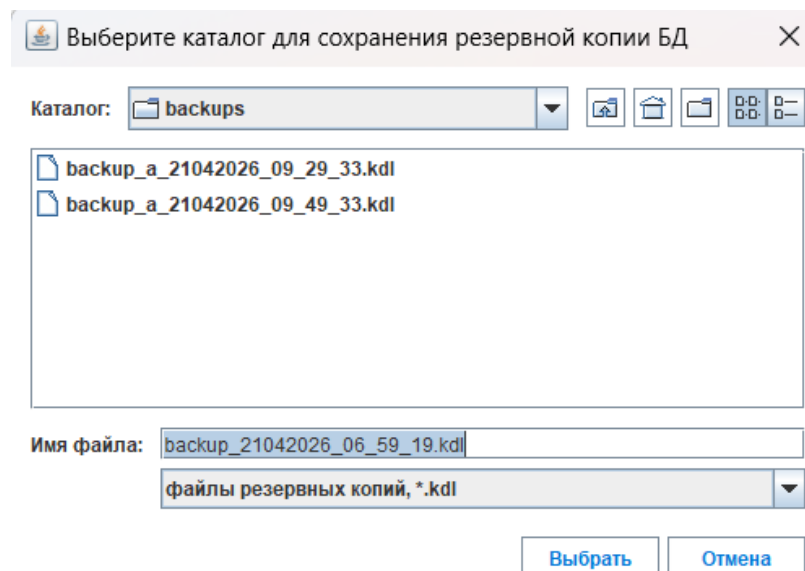 Выберите каталог для сохранения резервной копии БД
Каталог: backups
backup_a_21042026_09_29_33.kdl
backup_a_21042026_09_49_33.kdl
Имя файла: backup_21042026_06_59_19.kdl
файлы резервных копий, *.kdl
Выбрать Отмена